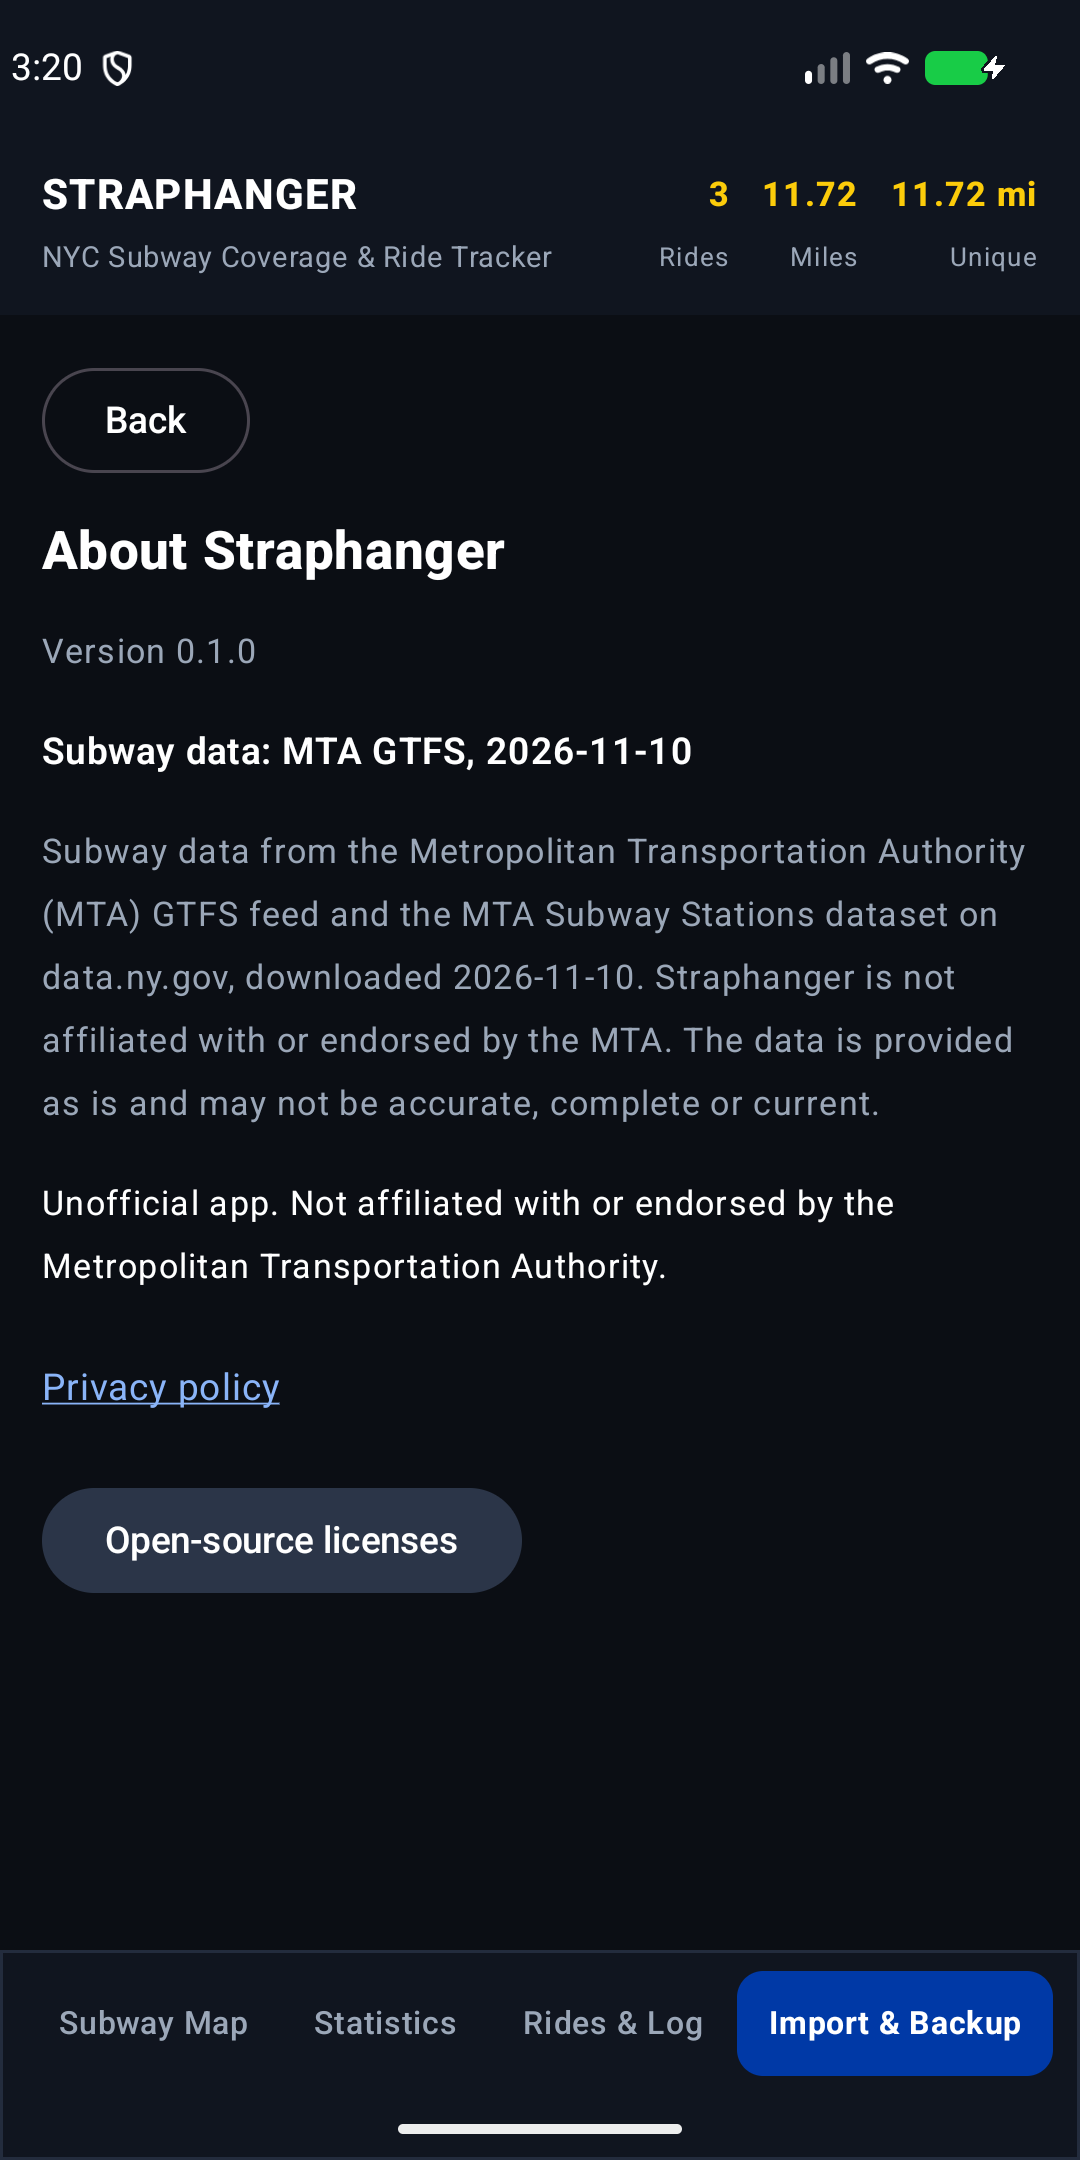 3:20
STRAPHANGER
NYC Subway Coverage & Ride Tracker
3 11.72 11.72 mi
Rides Miles Unique
Back
About Straphanger
Version 0.1.0
Subway data: MTA GTFS, 2026-11-10
Subway data from the Metropolitan Transportation Authority
(MTA) GTFS feed and the MTA Subway Stations dataset on
data.ny.gov, downloaded 2026-11-10. Straphanger is not
affiliated with or endorsed by the MTA. The data is provided
as is and may not be accurate, complete or current.
Unofficial app. Not affiliated with or endorsed by the
Metropolitan Transportation Authority.
Privacy policy
Open-source licenses
Subway Map Statistics Rides & Log Import & Backup